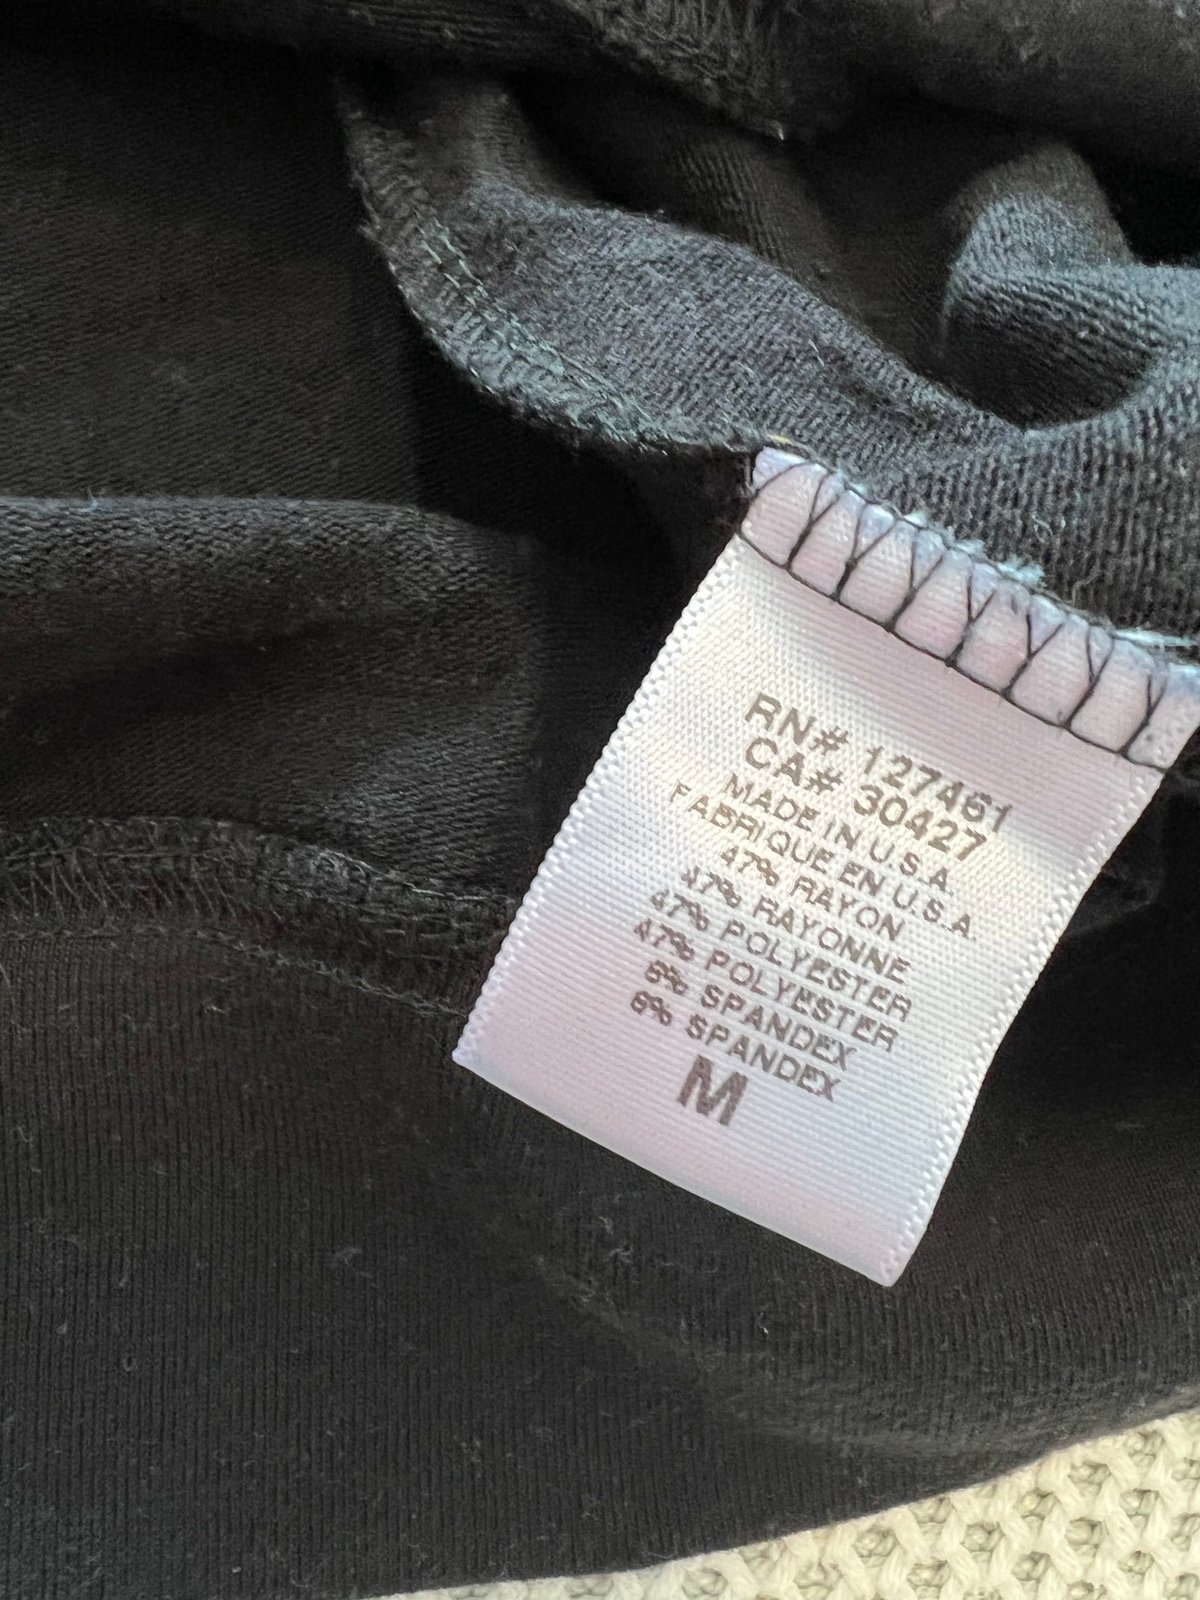 RN# 127461
CA# 30427
MADE IN U.S.A.
FABRIQUE EN U.S.A.
47% RAYON
47% RAYONNE
47% POLYESTER
47% POLYESTER
6% SPANDEX
6% SPANDEX
M